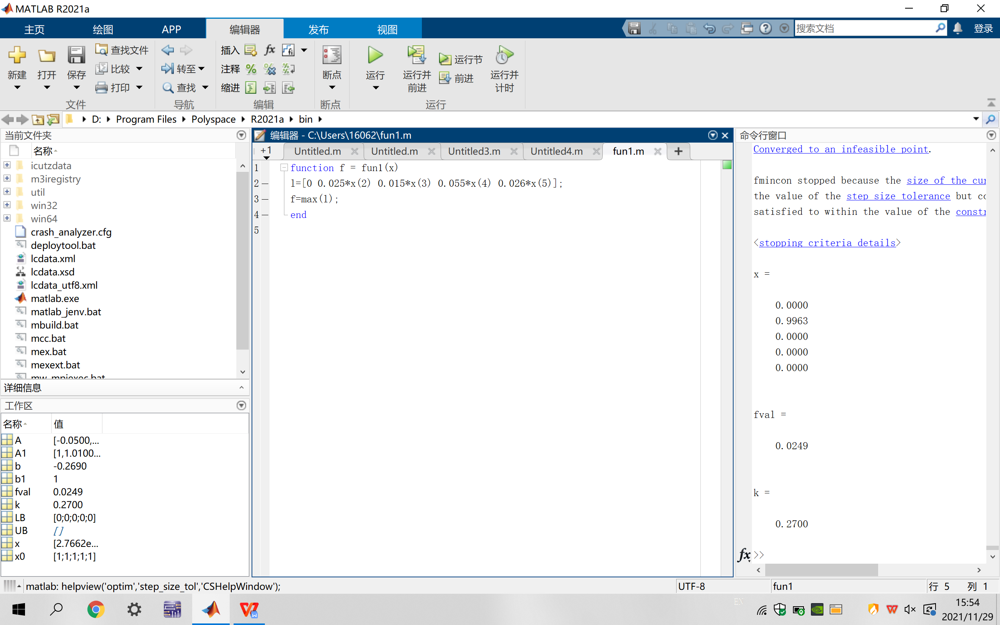 MATLAB R2021a
主页 绘图 APP 编辑器 发布 视图 搜索文档 登录
新建 打开 保存 查找文件 比较 打印 转至 查找 插入 注释 缩进 断点 运行 运行并前进 运行节 前进 运行并计时
文件 导航 编辑 断点 运行
D: Program Files Polyspace R2021a bin
当前文件夹
名称
icutzdata
m3iregistry
util
win32
win64
crash_analyzer.cfg
deploytool.bat
lcdata.xml
lcdata.xsd
lcdata_utf8.xml
matlab.exe
matlab_jenv.bat
mbuild.bat
mcc.bat
mex.bat
mexext.bat
mw_mpiexec.bat
详细信息
工作区
名称 值
A [-0.0500,...
A1 [1,1.0100...
b -0.2690
b1 1
fval 0.0249
k 0.2700
LB [0;0;0;0;0]
UB []
x [2.7662e...
x0 [1;1;1;1;1]
编辑器 - C:\Users\16062\fun1.m
+1 Untitled.m Untitled.m Untitled3.m Untitled4.m fun1.m
1 function f = fun1(x)
2 l=[0 0.025*x(2) 0.015*x(3) 0.055*x(4) 0.026*x(5)];
3 f=max(l);
4 end
5
命令行窗口
Converged to an infeasible point.
fmincon stopped because the size of the cur
the value of the step size tolerance but co
satisfied to within the value of the constr
<stopping criteria details>
x =
0.0000
0.9963
0.0000
0.0000
0.0000
fval =
0.0249
k =
0.2700
fx >>
matlab: helpview('optim','step_size_tol','CSHelpWindow');
UTF-8 fun1 行 5 列 1
EN
15:54
2021/11/29